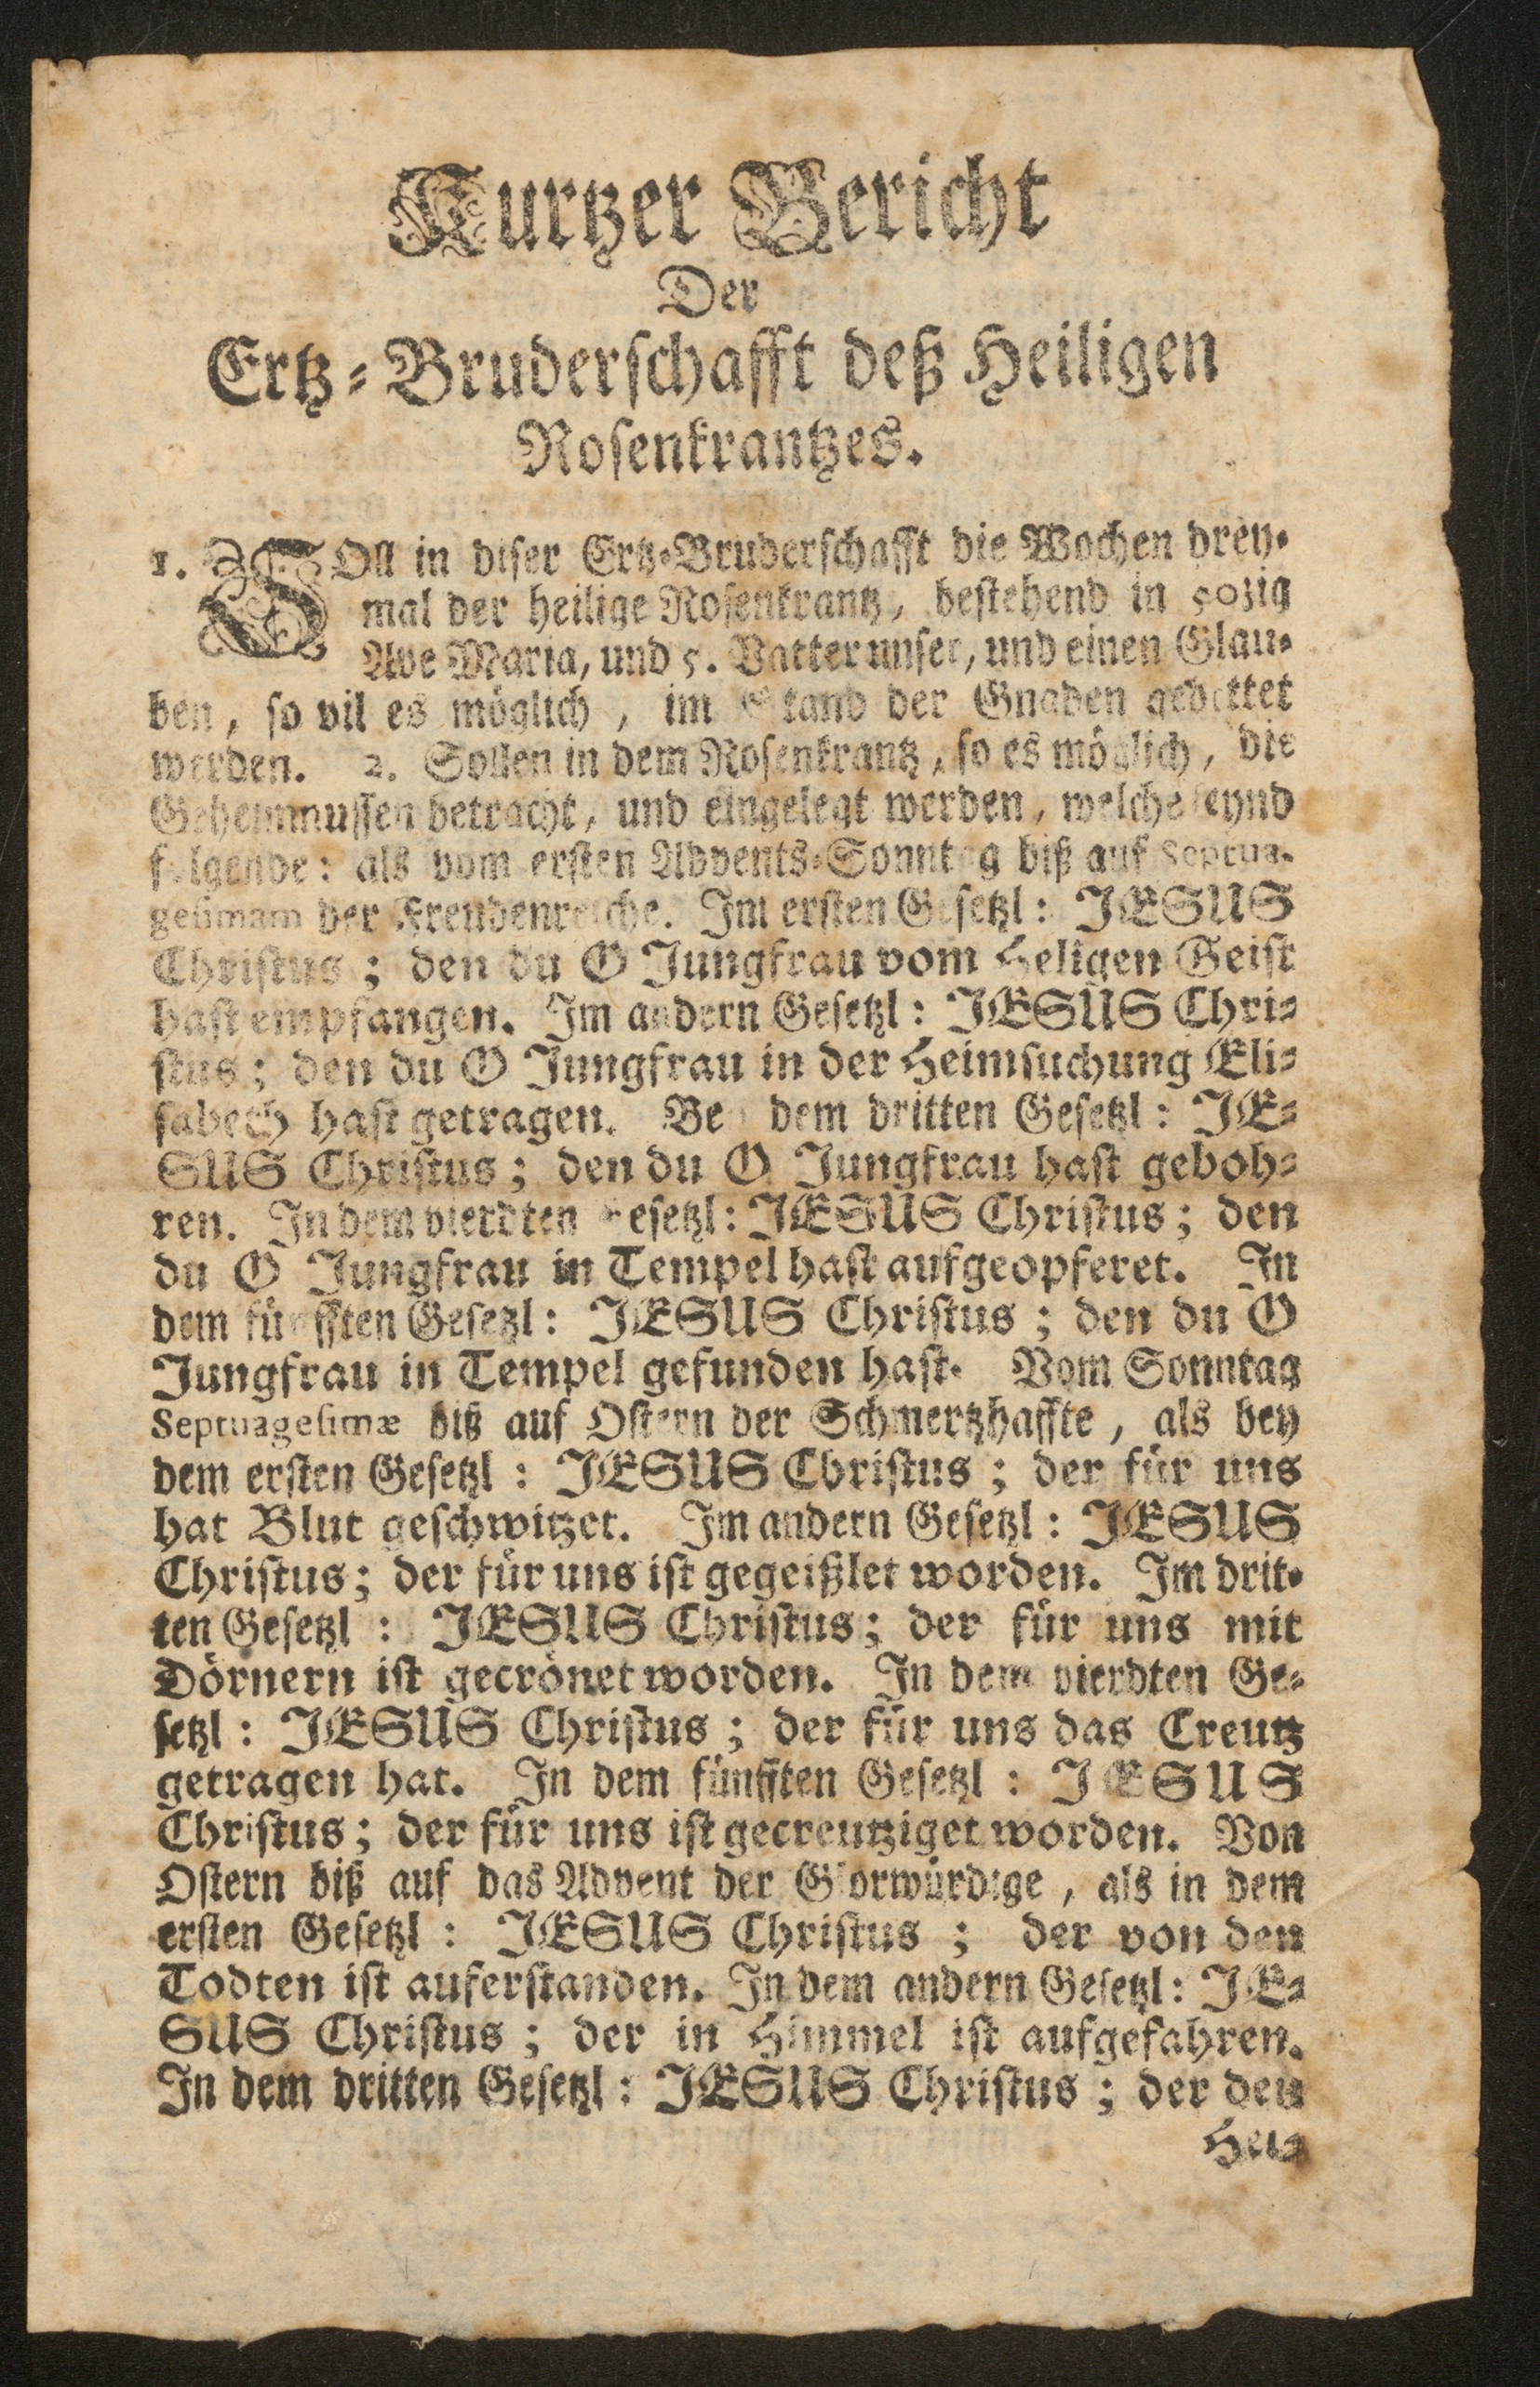 Kurtzer Bericht
Der
Ertz-Bruderschafft deß Heiligen
Rosenkrantzes.
1. SOll in diser Ertz-Bruderschafft die Wochen drey-
mal der heilige Rosenkrantz, bestehend in 50zig
Ave Maria, und 5. Vatter unser, und einen Glau-
ben, so vil es möglich, im Stand der Gnaden gebettet
werden. 2. Sollen in dem Rosenkrantz, so es möglich, die
Geheimnussen betracht, und eingelegt werden, welche seynd
folgende: als vom ersten Advents-Sonntag biß auf Septua-
gesimam der Freudenreiche. Im ersten Gesetzl: JESUS
Christus; den du O Jungfrau vom Heligen Geist
hast empfangen. Im andern Gesetzl: JESUS Chri-
stus; den du O Jungfrau in der Heimsuchung Eli-
sabeth hast getragen. Bey dem dritten Gesetzl: JE-
SUS Christus; den du O Jungfrau hast geboh-
ren. In dem vierdten Gesetzl: JESUS Christus; den
du O Jungfrau in Tempel hast aufgeopferet. In
dem fünfften Gesetzl: JESUS Christus; den du O
Jungfrau in Tempel gefunden hast. Vom Sonntag
Septuagesimæ biß auf Ostern der Schmertzhaffte, als bey
dem ersten Gesetzl: JESUS Christus; der für uns
hat Blut geschwitzet. Im andern Gesetzl: JESUS
Christus; der für uns ist gegeißlet worden. Im drit-
ten Gesetzl: JESUS Christus; der für uns mit
Dörnern ist gecrönet worden. In dem vierdten Ge-
setzl: JESUS Christus; der für uns das Creutz
getragen hat. In dem fünfften Gesetzl: JESUS
Christus; der für uns ist gecreutziget worden. Von
Ostern biß auf das Advent der Glorwürdige, als in dem
ersten Gesetzl: JESUS Christus; der von den
Todten ist auferstanden. In dem andern Gesetzl: JE-
SUS Christus; der in Himmel ist aufgefahren.
In dem dritten Gesetzl: JESUS Christus; der den
Hei-